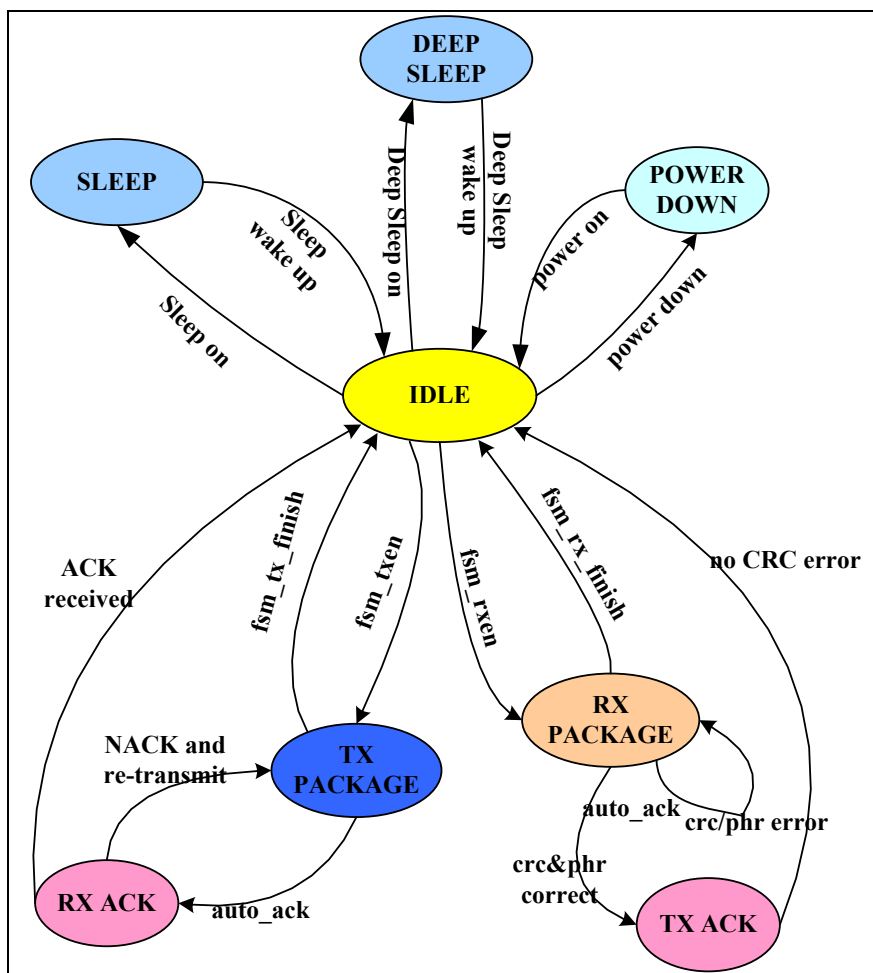 DEEP
SLEEP
SLEEP
POWER
DOWN
Sleep
wake up
Sleep on
Deep Sleep on
Deep Sleep
wake up
power on
power down
IDLE
ACK
received
fsm_tx_finish
fsm_txen
fsm_rxen
fsm_rx_finish
no CRC error
NACK and
re-transmit
TX
PACKAGE
RX
PACKAGE
auto_ack
crc/phr error
crc&phr
correct
RX ACK
auto_ack
TX ACK